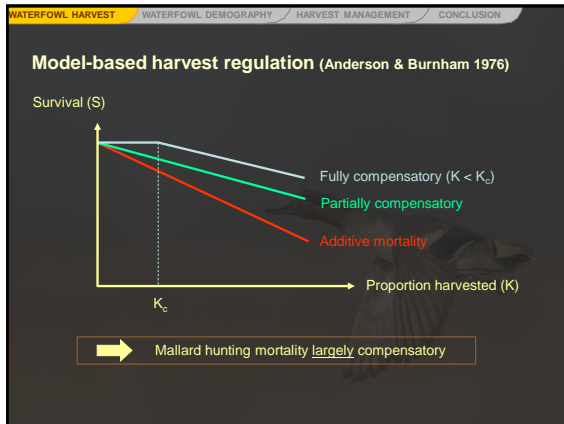 WATERFOWL HARVEST WATERFOWL DEMOGRAPHY HARVEST MANAGEMENT CONCLUSION
Model-based harvest regulation (Anderson & Burnham 1976)
Survival (S)
Fully compensatory (K < Kc)
Partially compensatory
Additive mortality
Proportion harvested (K)
Kc
Mallard hunting mortality largely compensatory